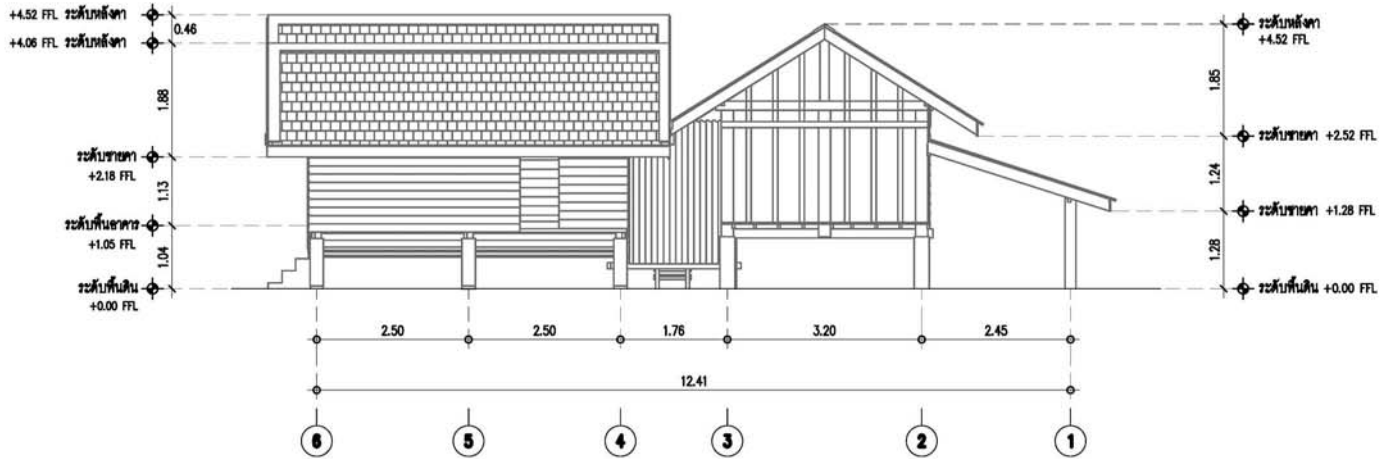 +4.52 FFL ระดับหลังคา
0.46
+4.06 FFL ระดับหลังคา
1.88
ระดับชายคา
+2.18 FFL
1.13
ระดับพื้นอาคาร
+1.05 FFL
1.04
ระดับพื้นดิน
+0.00 FFL
ระดับหลังคา
+4.52 FFL
1.85
ระดับชายคา +2.52 FFL
1.24
ระดับชายคา +1.28 FFL
1.28
ระดับพื้นดิน +0.00 FFL
2.50 2.50 1.76 3.20 2.45
12.41
6 5 4 3 2 1